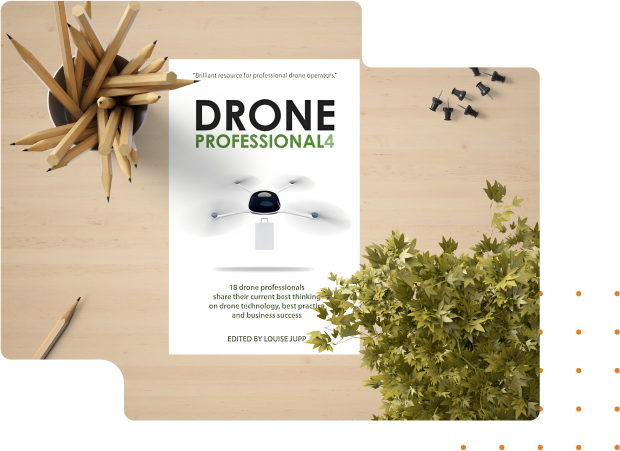 "Brilliant resource for professional drone operators."
DRONE
PROFESSIONAL4
18 drone professionals
share their current best thinking
on drone technology, best practice
and business success
EDITED BY LOUISE JUPP